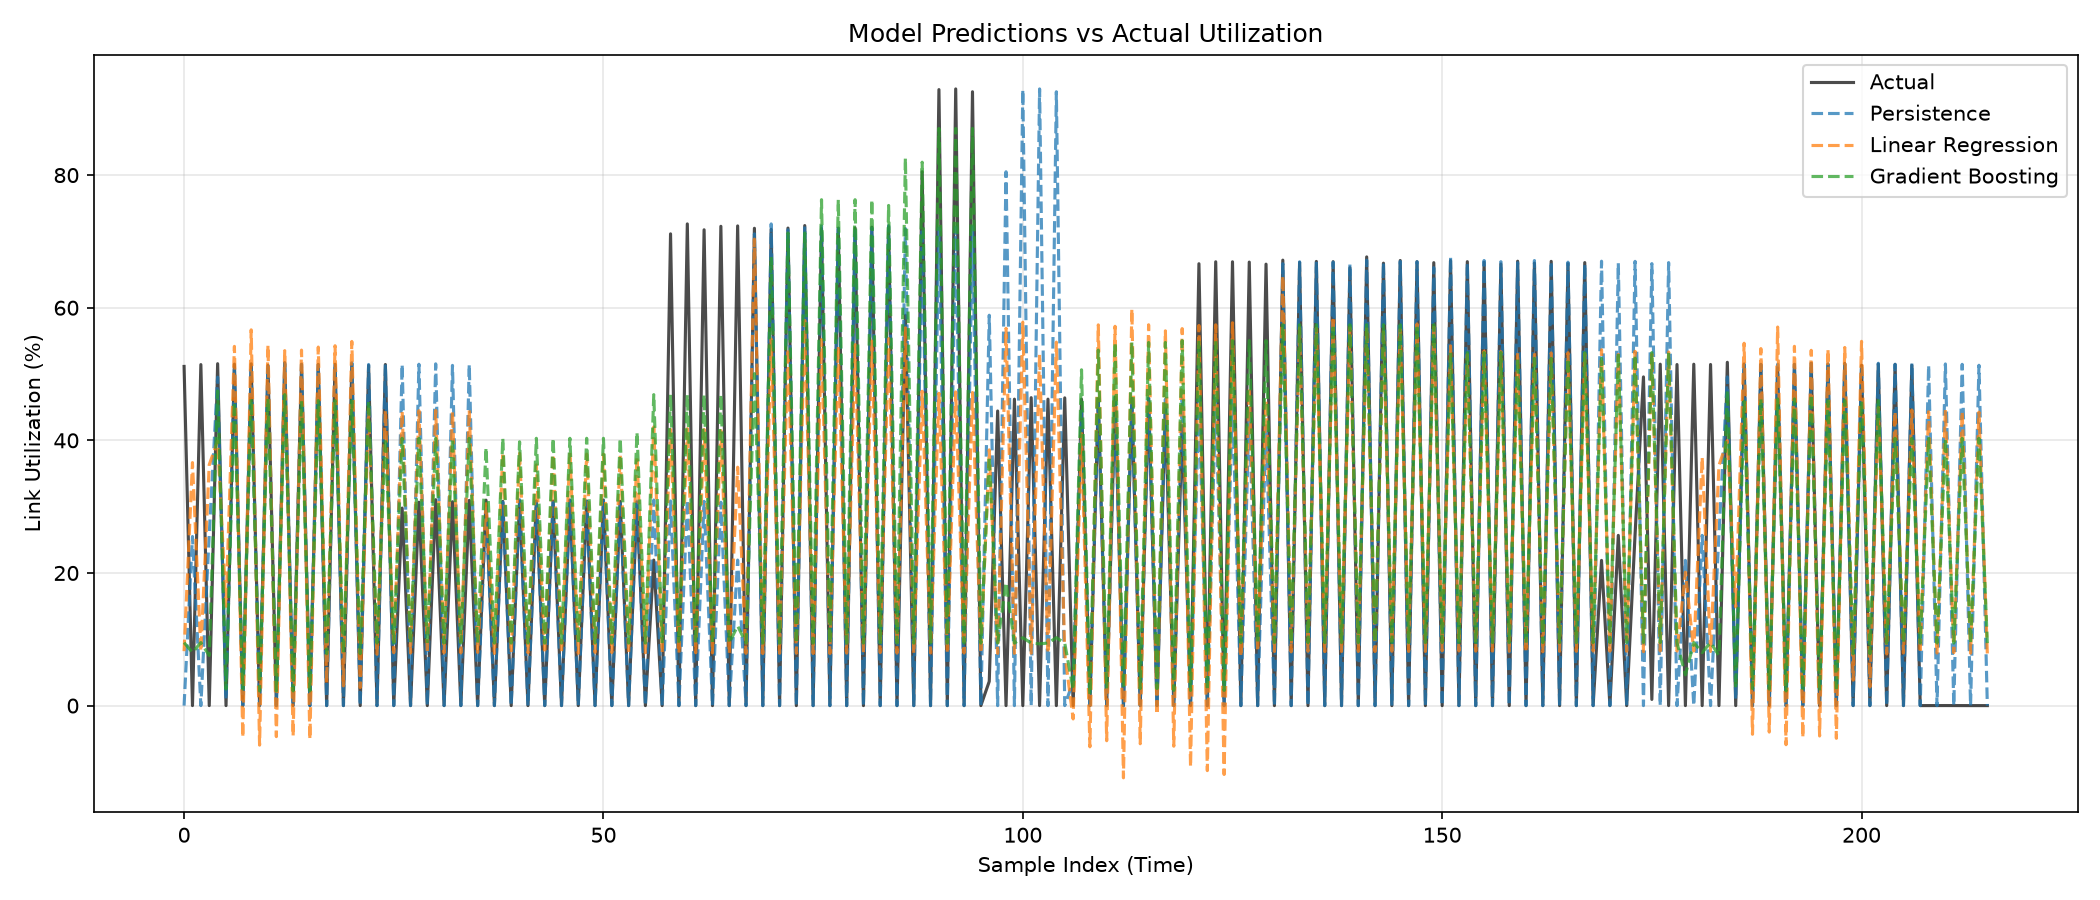 Model Predictions vs Actual Utilization
Actual
Persistence
Linear Regression
Gradient Boosting
Link Utilization (%)
80
60
40
20
0
0
50
100
150
200
Sample Index (Time)